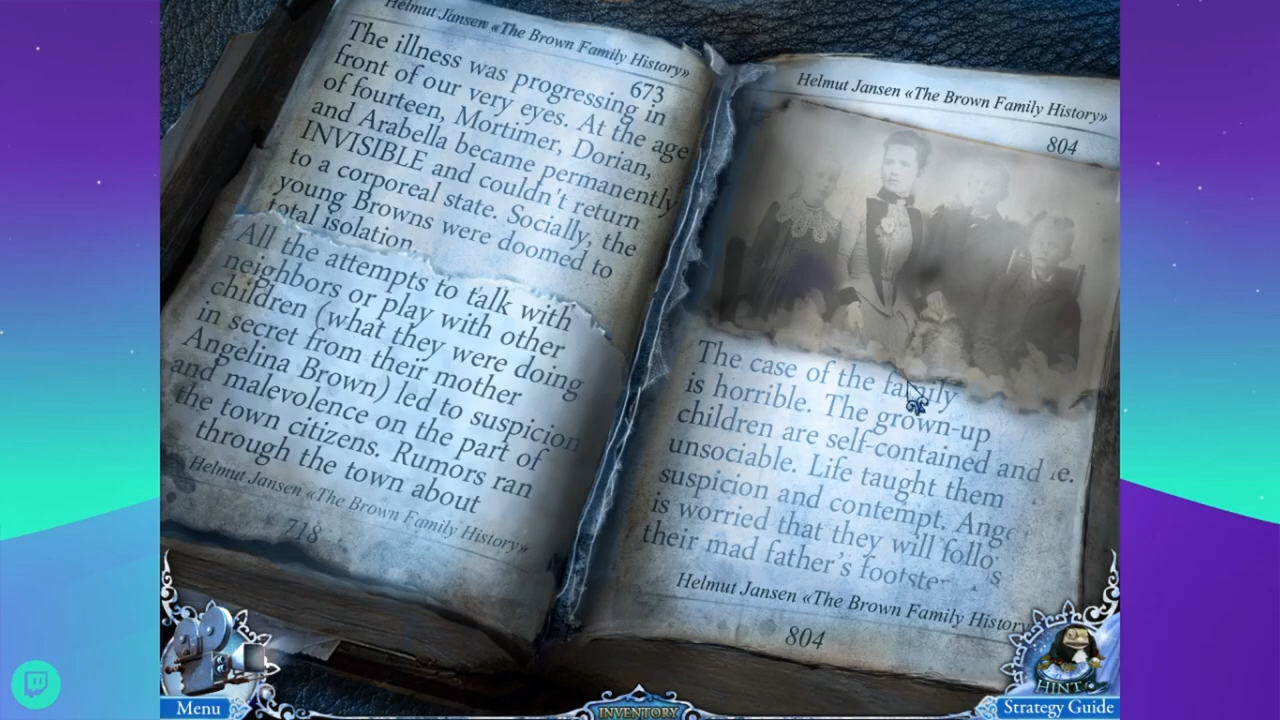 Helmut Jansen «The Brown Family History»
673
The illness was progressing in
front of our very eyes. At the age
of fourteen, Mortimer, Dorian,
and Arabella became permanently
INVISIBLE and couldn't return
to a corporeal state. Socially, the
young Browns were doomed to
total Isolation.
All the attempts to talk with
neighbors or play with other
children (what they were doing
in secret from their mother
Angelina Brown) led to suspicion
and malevolence on the part of
the town citizens. Rumors ran
through the town about
Helmut Jansen «The Brown Family History»
718
Helmut Jansen «The Brown Family History»
804
The case of the family
is horrible. The grown-up
children are self-contained and
unsociable. Life taught them
suspicion and contempt.
is worried that they will
their mad father's
Helmut Jansen «The Brown Family History
804
Menu
INVENTORY
HINT
Strategy Guide